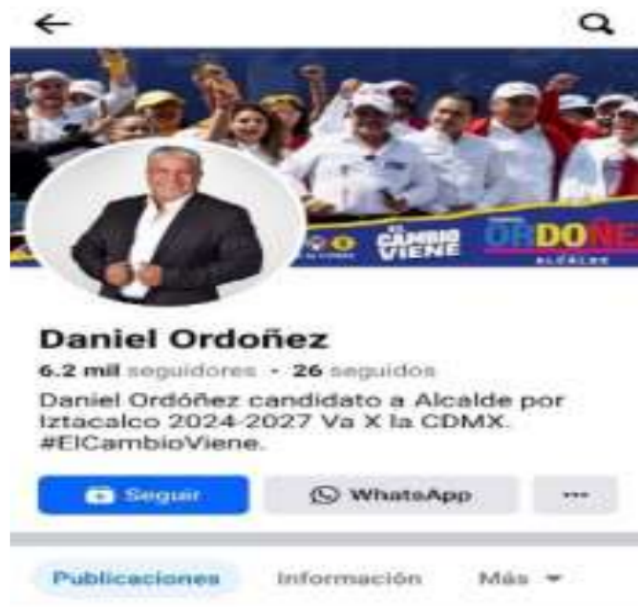 EL
CAMBIO
VIENE
ORDOÑE
ALCALDE
Daniel Ordoñez
6.2 mil seguidores · 26 seguidos
Daniel Ordóñez candidato a Alcalde por
Iztacalco 2024-2027 Va X la CDMX.
#ElCambioViene.
Seguir
WhatsApp
Publicaciones
Información
Más